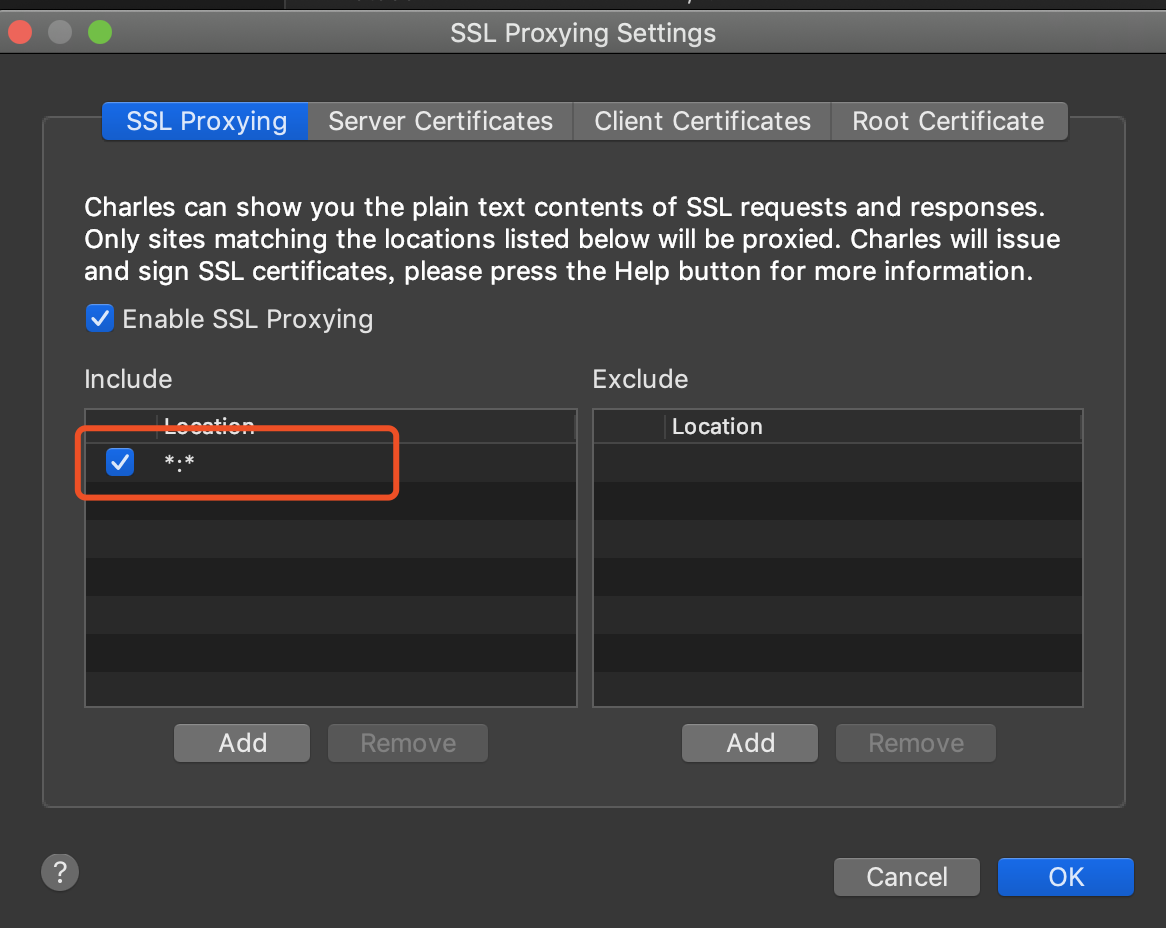 SSL Proxying Settings
SSL Proxying Server Certificates Client Certificates Root Certificate
Charles can show you the plain text contents of SSL requests and responses.
Only sites matching the locations listed below will be proxied. Charles will issue
and sign SSL certificates, please press the Help button for more information.
Enable SSL Proxying
Include Exclude
Location Location
*:*
Add Remove Add Remove
? Cancel OK